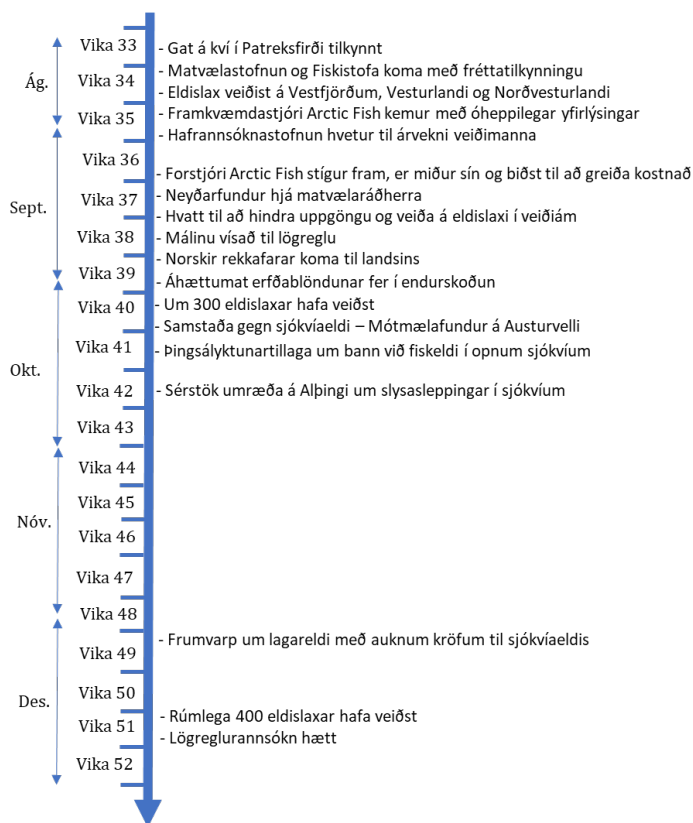 Vika 33
- Gat á kví í Patreksfirði tilkynnt
Ág.
Vika 34
- Matvælastofnun og Fiskistofa koma með fréttatilkynningu
- Eldislax veiðist á Vestfjörðum, Vesturlandi og Norðvesturlandi
Vika 35
- Framkvæmdastjóri Arctic Fish kemur með óheppilegar yfirlýsingar
- Hafrannsóknastofnun hvetur til árvekni veiðimanna
Vika 36
- Forstjóri Arctic Fish stígur fram, er miður sín og biðst til að greiða kostnað
Sept.
Vika 37
- Neyðarfundur hjá matvælaráðherra
- Hvatt til að hindra uppgöngu og veiða á eldislaxi í veiðiám
Vika 38
- Málinu vísað til lögreglu
- Norskir rekkafarar koma til landsins
Vika 39
- Áhættumat erfðablöndunar fer í endurskoðun
Vika 40
- Um 300 eldislaxar hafa veiðst
- Samstaða gegn sjókvíaeldi – Mótmælafundur á Austurvelli
Vika 41
- Þingsályktunartillaga um bann við fiskeldi í opnum sjókvíum
Okt.
Vika 42
- Sérstök umræða á Alþingi um slysasleppingar í sjókvíum
Vika 43
Vika 44
Vika 45
Nóv.
Vika 46
Vika 47
Vika 48
- Frumvarp um lagareldi með auknum kröfum til sjókvíaeldis
Vika 49
Vika 50
Des.
Vika 51
- Rúmlega 400 eldislaxar hafa veiðst
- Lögreglurannsókn hætt
Vika 52